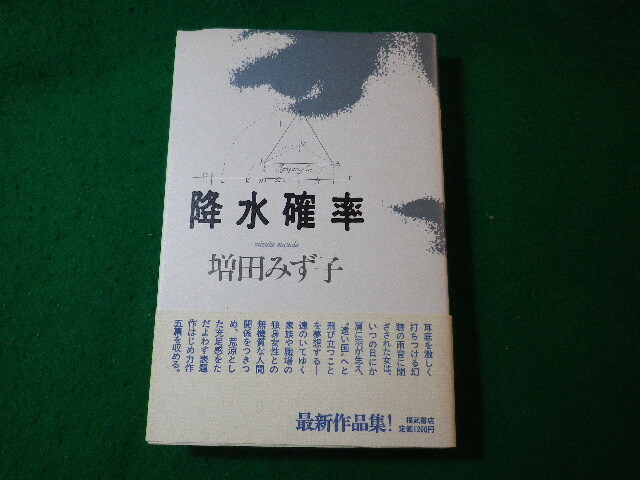 降水確率
mizuko masuda
増田みず子
耳底を激しく
打ちつける幻
聴の雨音に閉
ざされた女は、
いつの日にか
肩に羽が生え、
“遠い国”へと
飛び立つこと
を夢想する―
遠のいてゆく
家族や職場の
独身女性との
無機質な人間
関係をつきつ
め、荒涼とし
た充足感をた
だよわす表題
作はじめ力作
五篇を収める。
最新作品集!
福武書店
定価1200円